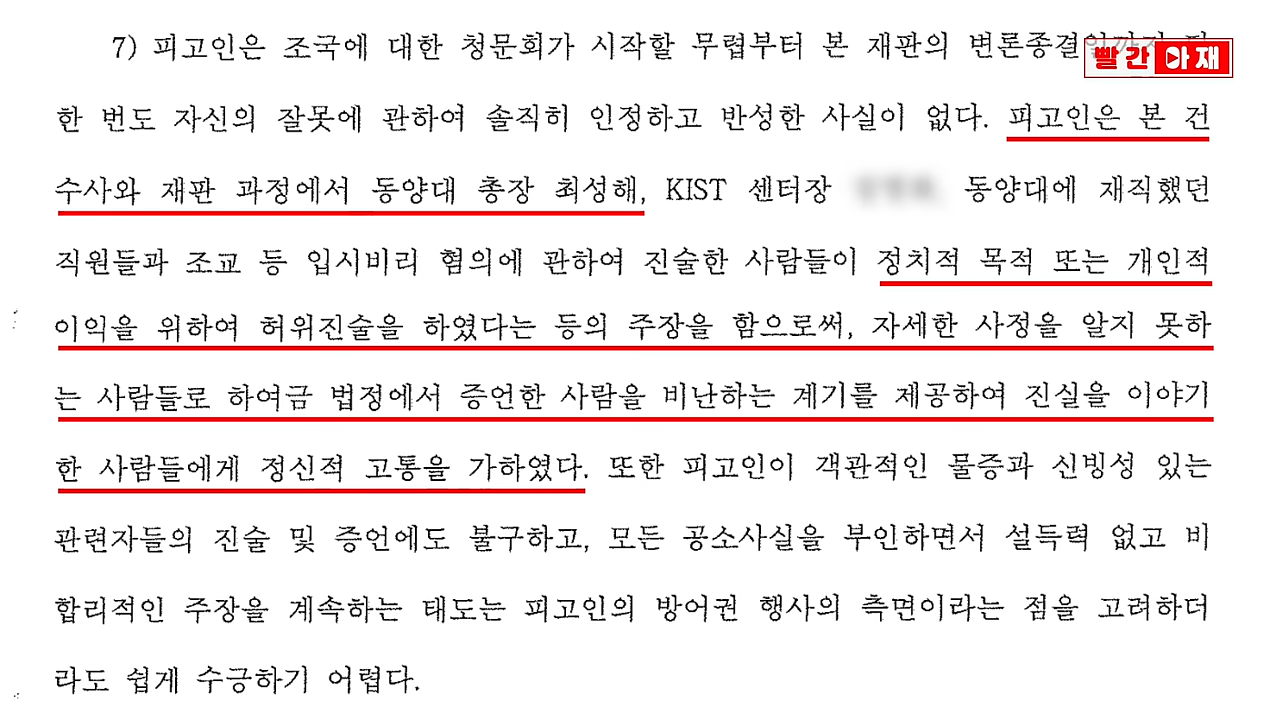 7) 피고인은 조국에 대한 청문회가 시작할 무렵부터 본 재판의 변론종결
빨간아재
한 번도 자신의 잘못에 관하여 솔직히 인정하고 반성한 사실이 없다. 피고인은 본 건
수사와 재판 과정에서 동양대 총장 최성해, KIST 센터장 동양대에 재직했던
직원들과 조교 등 입시비리 혐의에 관하여 진술한 사람들이 정치적 목적 또는 개인적
이익을 위하여 허위진술을 하였다는 등의 주장을 함으로써, 자세한 사정을 알지 못하
는 사람들로 하여금 법정에서 증언한 사람을 비난하는 계기를 제공하여 진실을 이야기
한 사람들에게 정신적 고통을 가하였다. 또한 피고인이 객관적인 물증과 신빙성 있는
관련자들의 진술 및 증언에도 불구하고, 모든 공소사실을 부인하면서 설득력 없고 비
합리적인 주장을 계속하는 태도는 피고인의 방어권 행사의 측면이라는 점을 고려하더
라도 쉽게 수긍하기 어렵다.